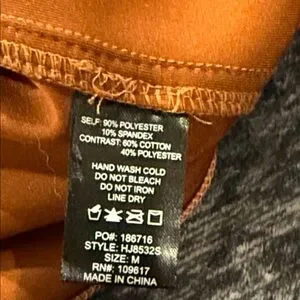 SELF: 90% POLYESTER
10% SPANDEX
CONTRAST: 60% COTTON
40% POLYESTER
HAND WASH COLD
DO NOT BLEACH
DO NOT IRON
LINE DRY
PO#: 186716
STYLE: HJ8532S
SIZE: M
RN#: 109617
MADE IN CHINA